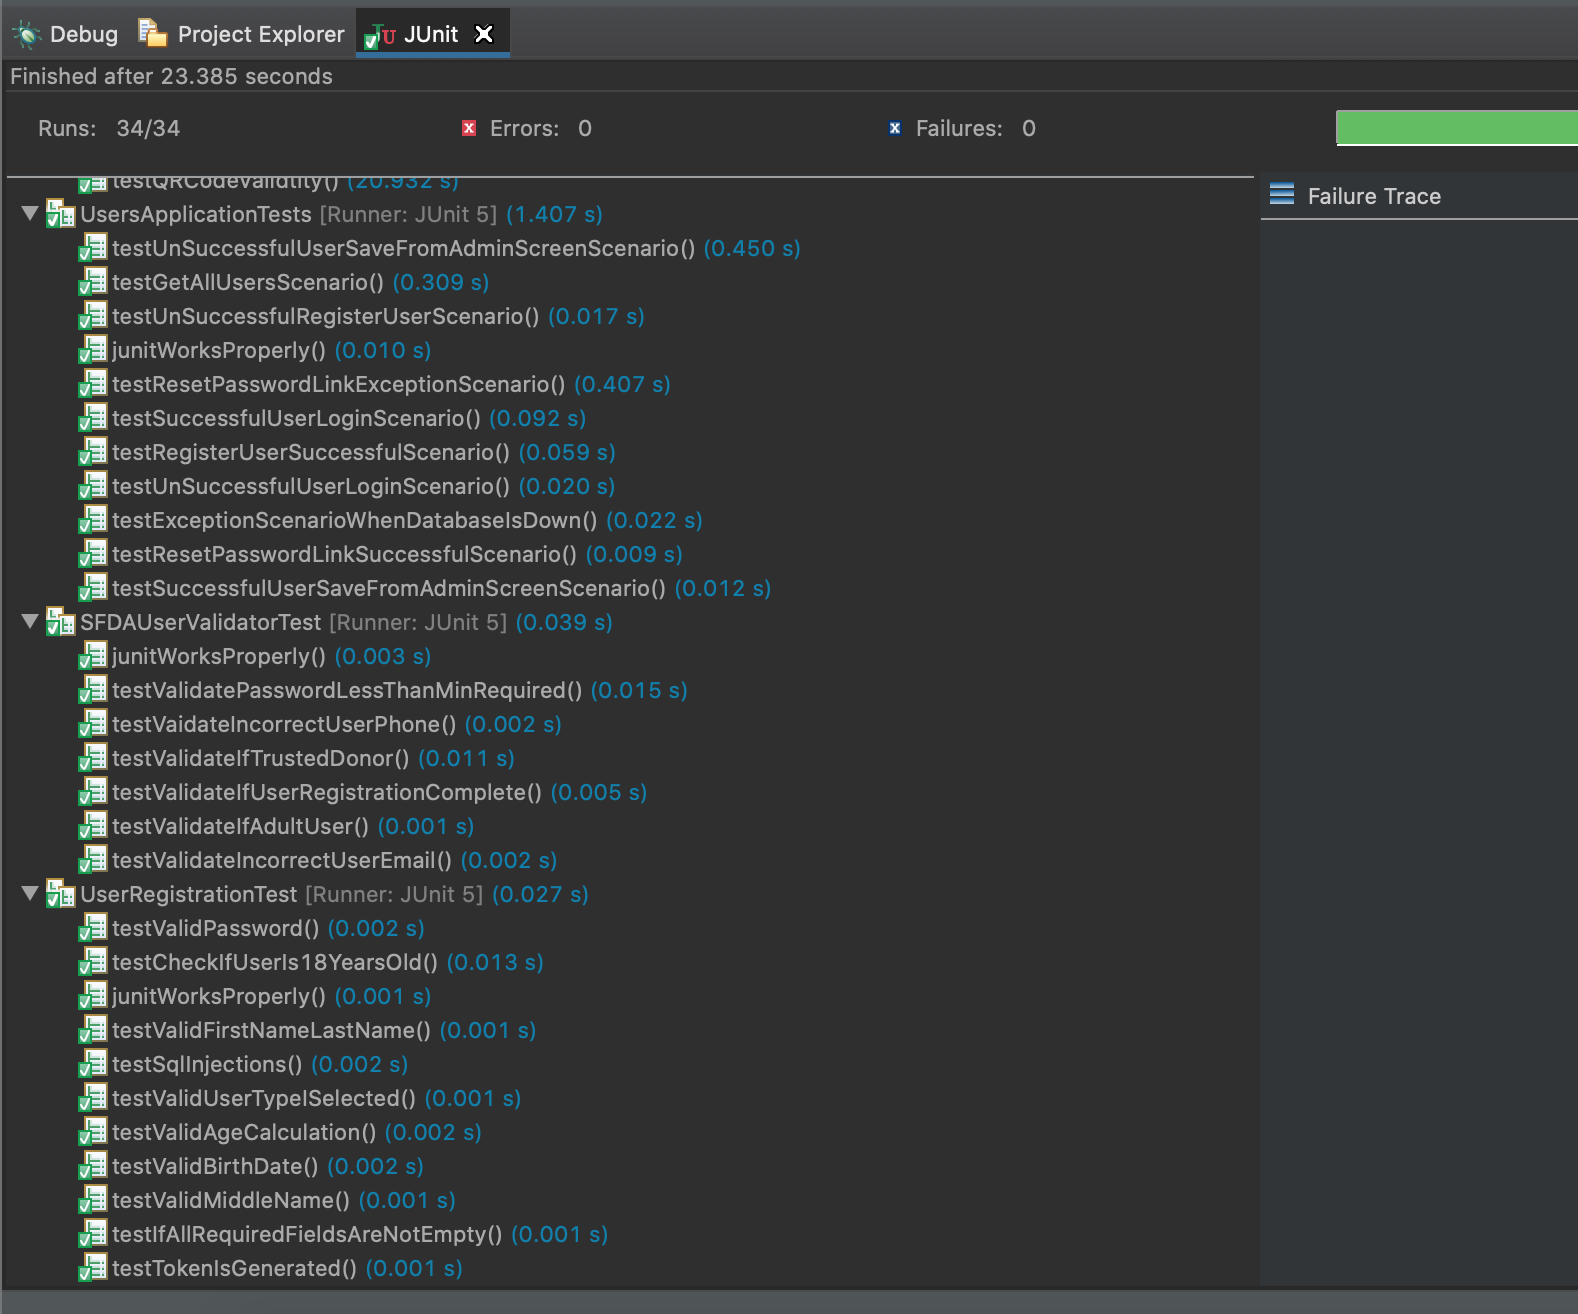 Debug Project Explorer JUnit
Finished after 23.385 seconds
Runs: 34/34 Errors: 0 Failures: 0
testQRCodeValidtity() (20.932 s)
Failure Trace
UsersApplicationTests [Runner: JUnit 5] (1.407 s)
testUnSuccessfulUserSaveFromAdminScreenScenario() (0.450 s)
testGetAllUsersScenario() (0.309 s)
testUnSuccessfulRegisterUserScenario() (0.017 s)
junitWorksProperly() (0.010 s)
testResetPasswordLinkExceptionScenario() (0.407 s)
testSuccessfulUserLoginScenario() (0.092 s)
testRegisterUserSuccessfulScenario() (0.059 s)
testUnSuccessfulUserLoginScenario() (0.020 s)
testExceptionScenarioWhenDatabaseIsDown() (0.022 s)
testResetPasswordLinkSuccessfulScenario() (0.009 s)
testSuccessfulUserSaveFromAdminScreenScenario() (0.012 s)
SFDAUserValidatorTest [Runner: JUnit 5] (0.039 s)
junitWorksProperly() (0.003 s)
testValidatePasswordLessThanMinRequired() (0.015 s)
testVaidateIncorrectUserPhone() (0.002 s)
testValidateIfTrustedDonor() (0.011 s)
testValidateIfUserRegistrationComplete() (0.005 s)
testValidateIfAdultUser() (0.001 s)
testValidateIncorrectUserEmail() (0.002 s)
UserRegistrationTest [Runner: JUnit 5] (0.027 s)
testValidPassword() (0.002 s)
testCheckIfUserIs18YearsOld() (0.013 s)
junitWorksProperly() (0.001 s)
testValidFirstNameLastName() (0.001 s)
testSqlInjections() (0.002 s)
testValidUserTypeISelected() (0.001 s)
testValidAgeCalculation() (0.002 s)
testValidBirthDate() (0.002 s)
testValidMiddleName() (0.001 s)
testIfAllRequiredFieldsAreNotEmpty() (0.001 s)
testTokenIsGenerated() (0.001 s)